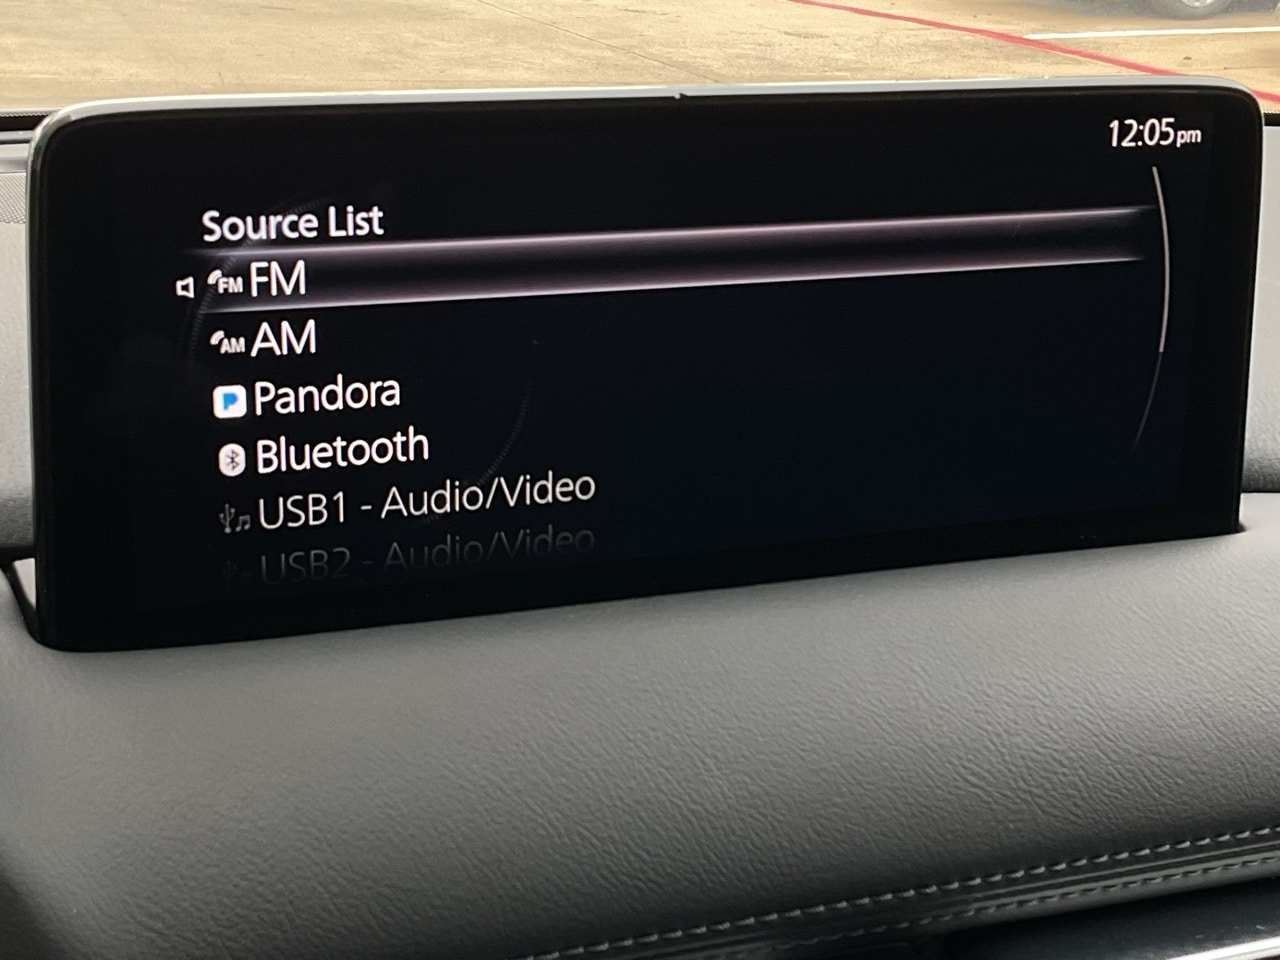 12:05pm
Source List
FM FM
AM AM
Pandora
Bluetooth
USB1 - Audio/Video
USB2 - Audio/Video